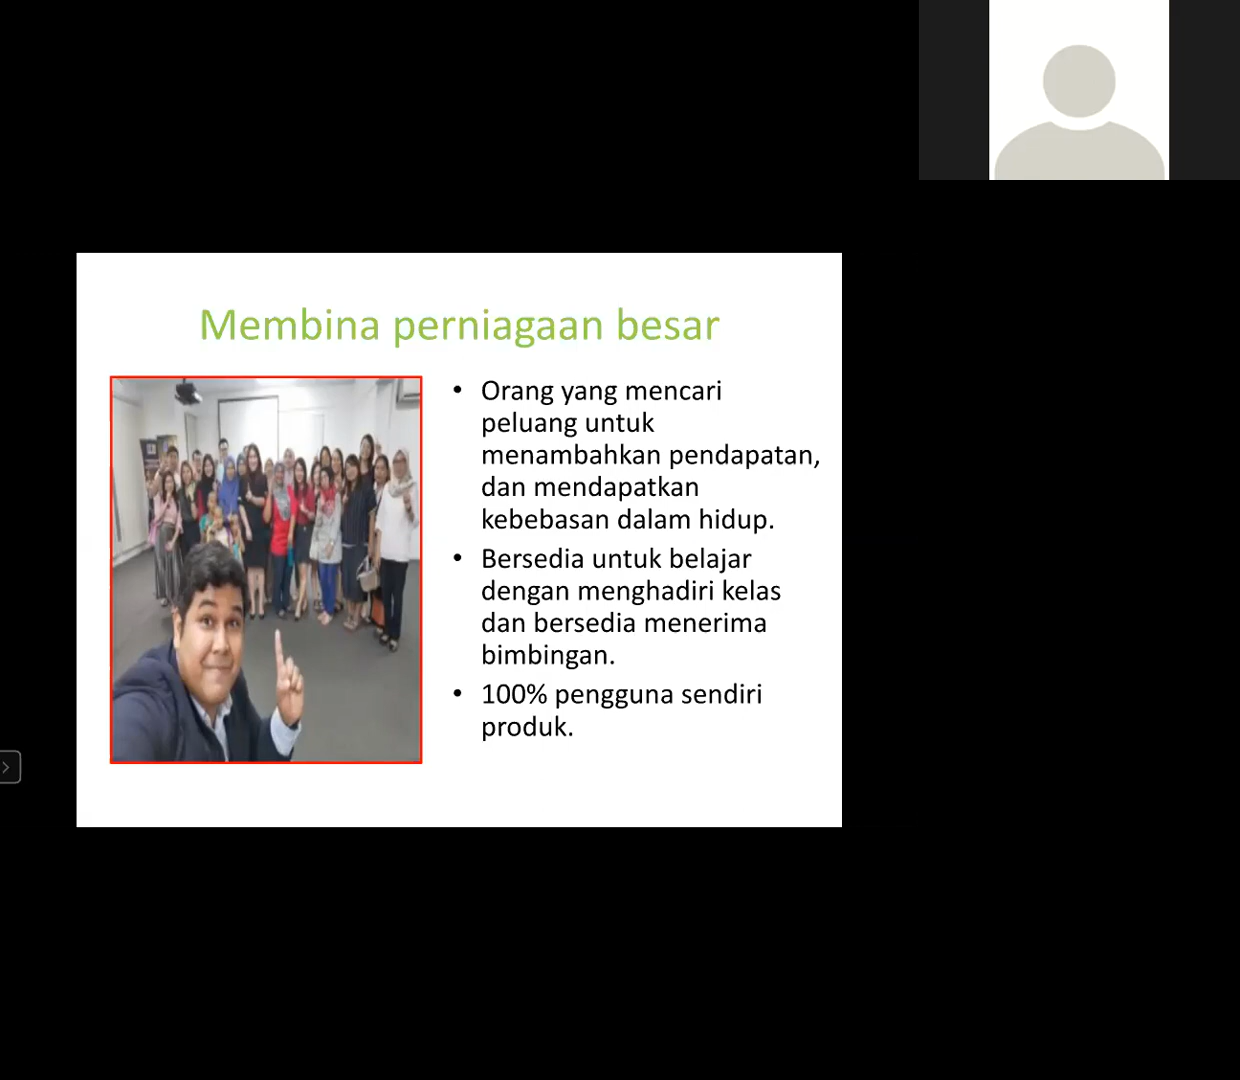 Membina perniagaan besar
• Orang yang mencari
peluang untuk
menambahkan pendapatan,
dan mendapatkan
kebebasan dalam hidup.
• Bersedia untuk belajar
dengan menghadiri kelas
dan bersedia menerima
bimbingan.
• 100% pengguna sendiri
produk.